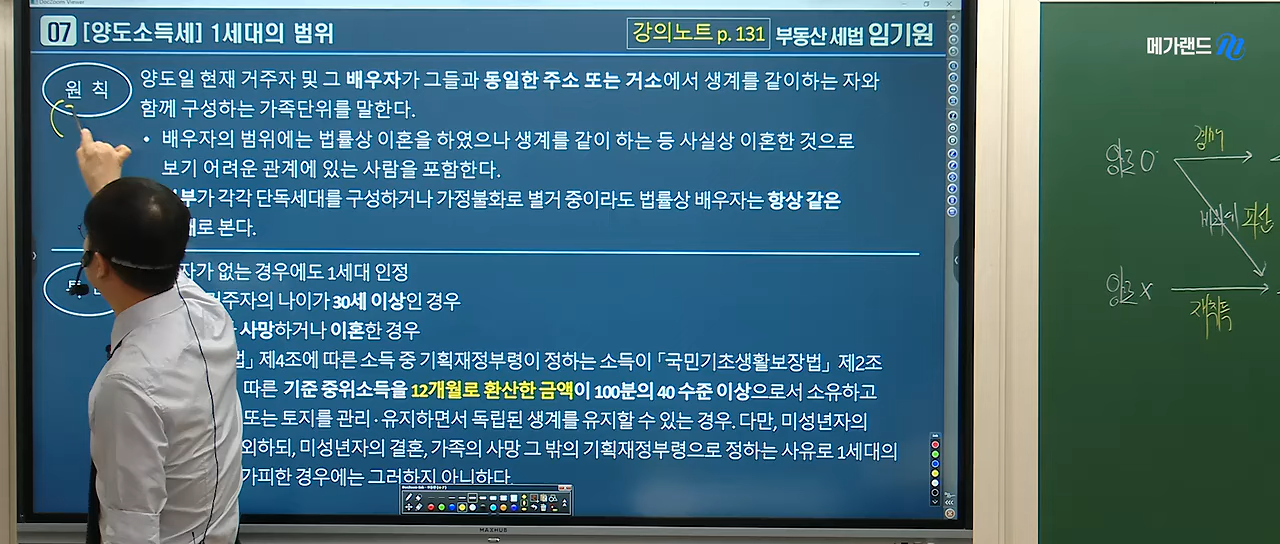 07 [양도소득세] 1세대의 범위
강의노트 p. 131 부동산 세법 임기원
메가랜드
원 칙
양도일 현재 거주자 및 그 배우자가 그들과 동일한 주소 또는 거소에서 생계를 같이하는 자와
함께 구성하는 가족단위를 말한다.
• 배우자의 범위에는 법률상 이혼을 하였으나 생계를 같이 하는 등 사실상 이혼한 것으로
보기 어려운 관계에 있는 사람을 포함한다.
부가 각각 단독세대를 구성하거나 가정불화로 별거 중이라도 법률상 배우자는 항상 같은
로 본다.
자가 없는 경우에도 1세대 인정
거주자의 나이가 30세 이상인 경우
사망하거나 이혼한 경우
법」 제4조에 따른 소득 중 기획재정부령이 정하는 소득이 「국민기초생활보장법」 제2조
따른 기준 중위소득을 12개월로 환산한 금액이 100분의 40 수준 이상으로서 소유하고
또는 토지를 관리·유지하면서 독립된 생계를 유지할 수 있는 경우. 다만, 미성년자의
외하되, 미성년자의 결혼, 가족의 사망 그 밖의 기획재정부령으로 정하는 사유로 1세대의
가피한 경우에는 그러하지 아니하다.
MAXHUB
양도 O
양도 X
재취득